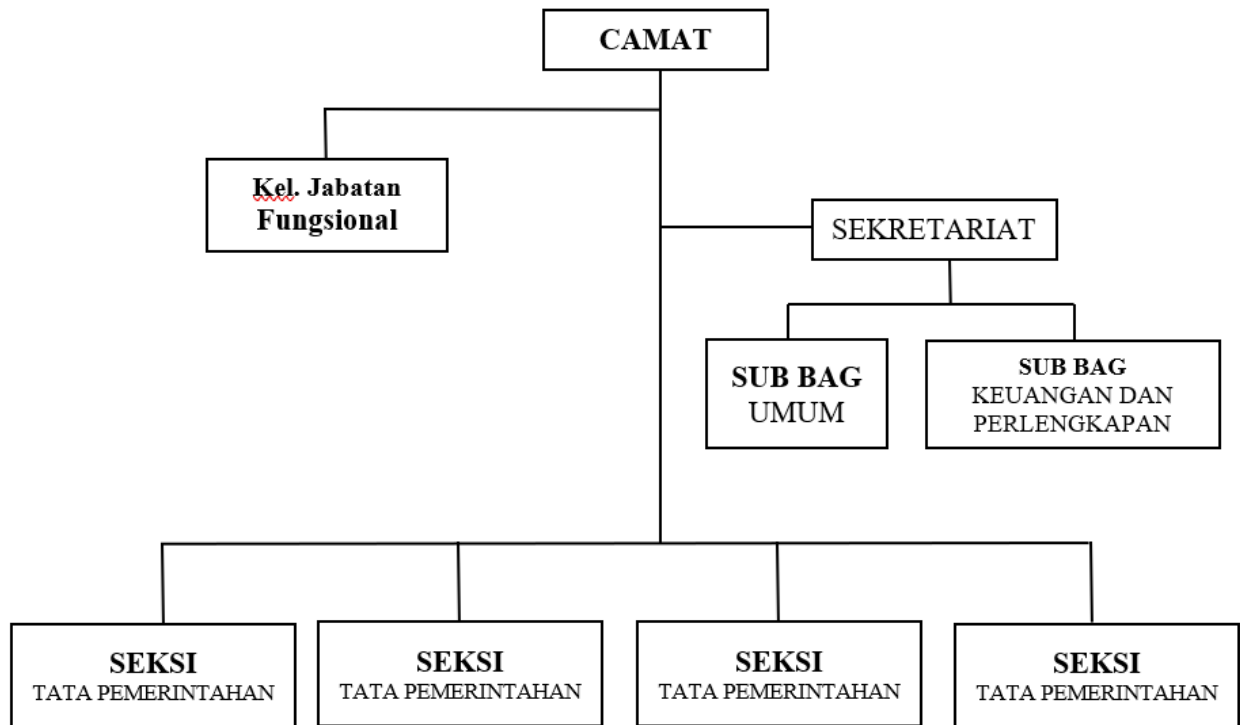 CAMAT
Kel. Jabatan
Fungsional
SEKRETARIAT
SUB BAG
UMUM
SUB BAG
KEUANGAN DAN
PERLENGKAPAN
SEKSI
TATA PEMERINTAHAN
SEKSI
TATA PEMERINTAHAN
SEKSI
TATA PEMERINTAHAN
SEKSI
TATA PEMERINTAHAN